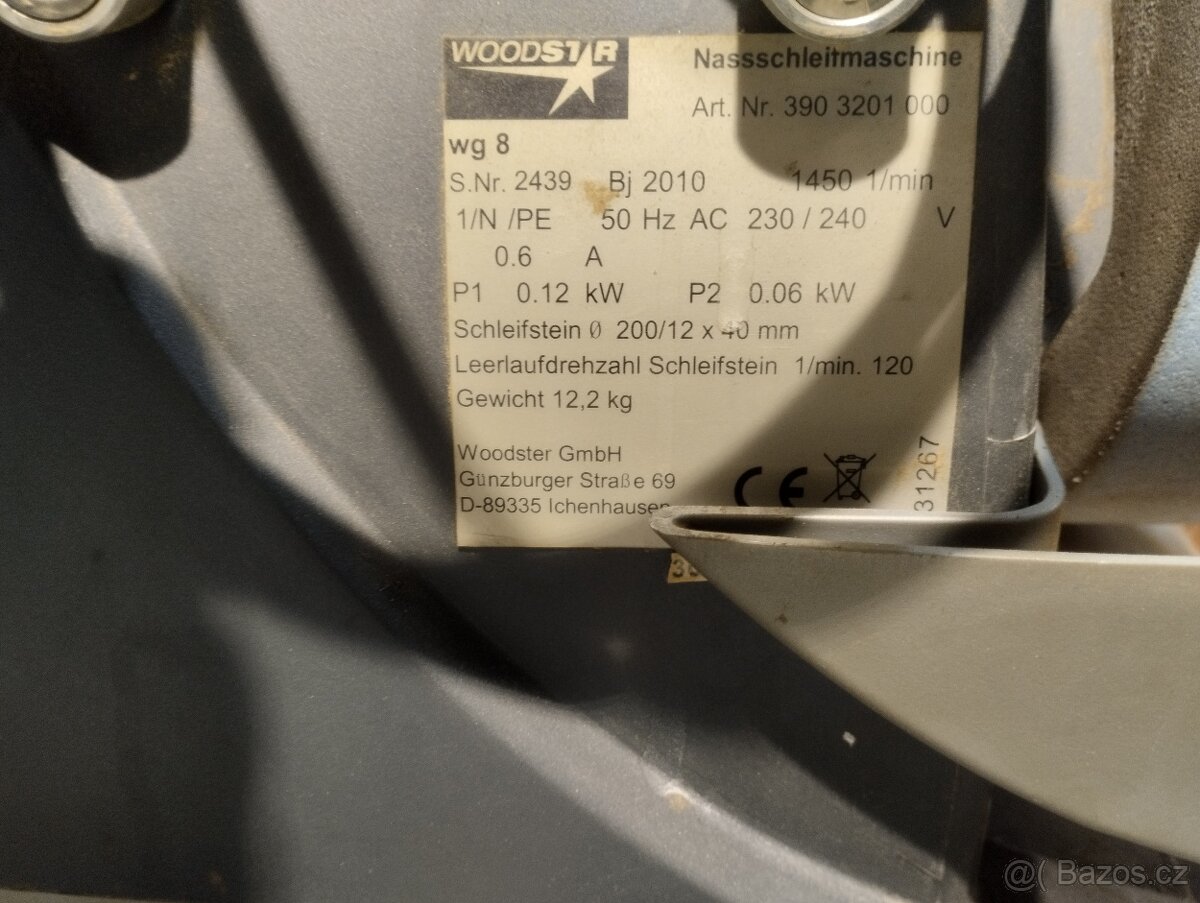 WOODSTAR
Nassschleitmaschine
Art. Nr. 390 3201 000
wg 8
S.Nr. 2439 Bj 2010 1450 1/min
1/N /PE 50 Hz AC 230 / 240 V
0.6 A
P1 0.12 kW P2 0.06 kW
Schleifstein Ø 200/12 x 40 mm
Leerlaufdrehzahl Schleifstein 1/min. 120
Gewicht 12,2 kg
Woodster GmbH
Günzburger Straße 69
D-89335 Ichenhausen
CE
31267
@( Bazos.cz